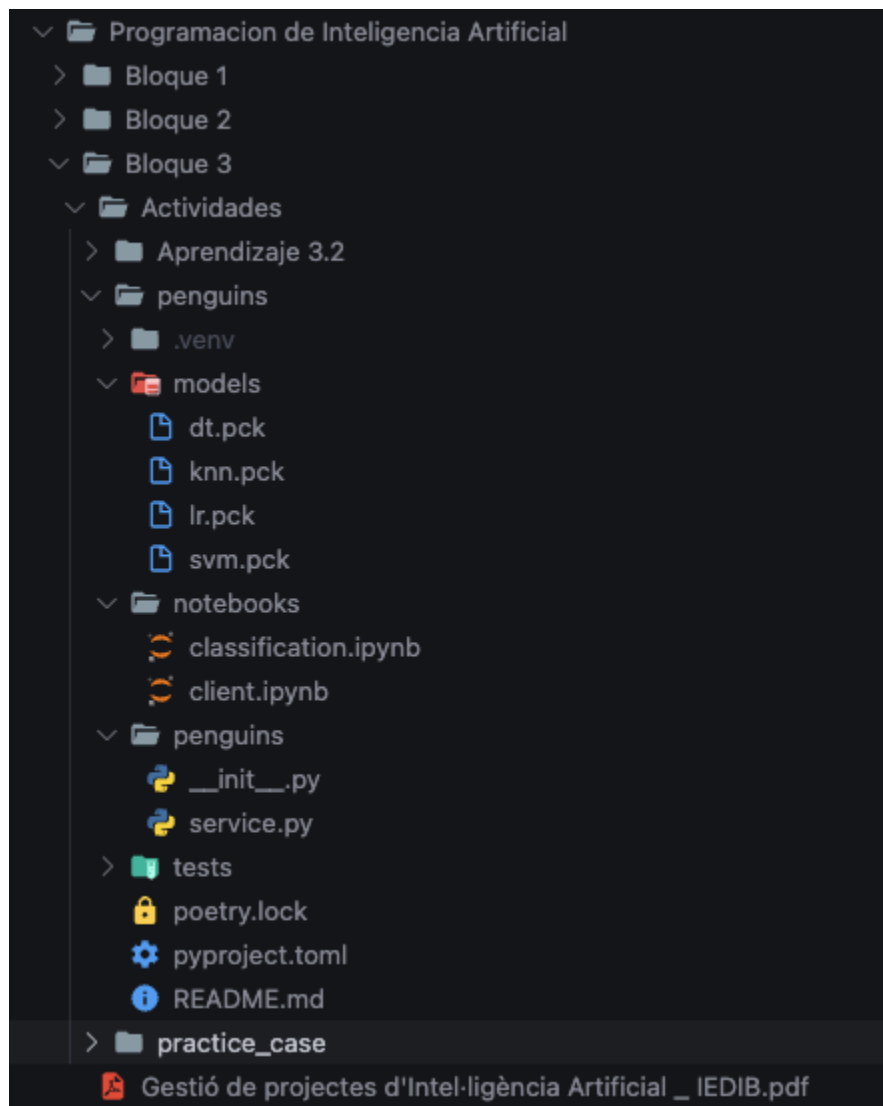 Programacion de Inteligencia Artificial
Bloque 1
Bloque 2
Bloque 3
Actividades
Aprendizaje 3.2
penguins
.venv
models
dt.pck
knn.pck
lr.pck
svm.pck
notebooks
classification.ipynb
client.ipynb
penguins
__init__.py
service.py
tests
poetry.lock
pyproject.toml
README.md
practice_case
Gestió de projectes d'Intel·ligència Artificial _ IEDIB.pdf